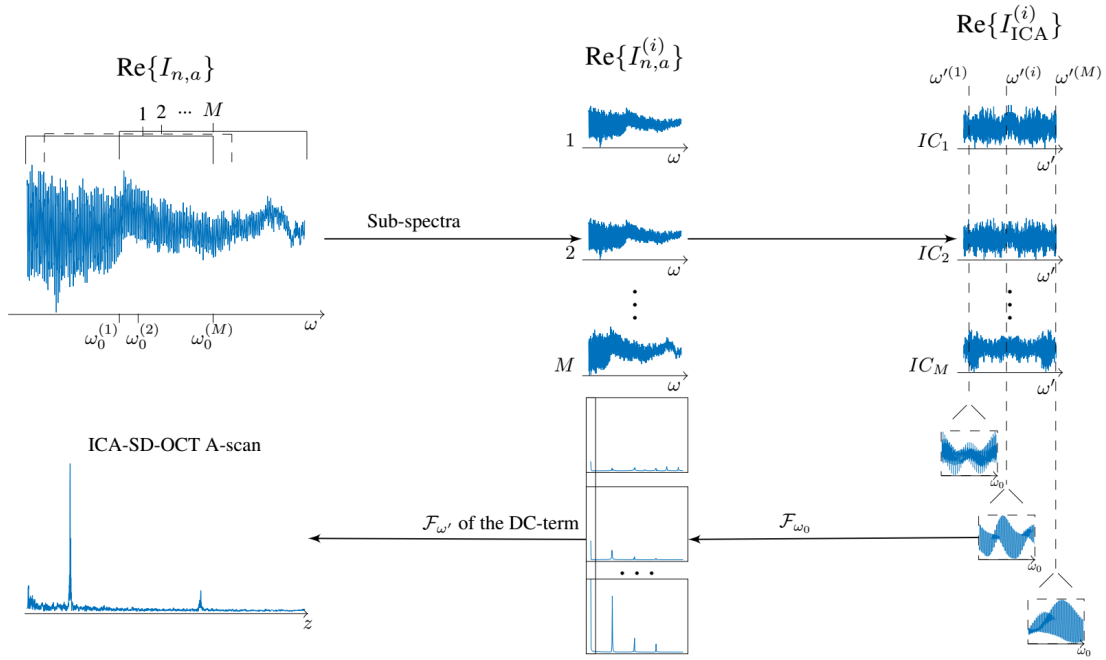 Re{I_{n,a}}
1 2 ··· M
ω
ω_0^{(1)} ω_0^{(2)} ω_0^{(M)}
Sub-spectra
Re{I_{n,a}^{(i)}}
1
ω
2
ω
M
ω
Re{I_{ICA}^{(i)}}
ω'^{(1)} ω'^{(i)} ω'^{(M)}
IC_1
ω'
IC_2
ω'
IC_M
ω'
ω_0
ω_0
ω_0
F_{ω_0}
F_{ω'} of the DC-term
ICA-SD-OCT A-scan
z